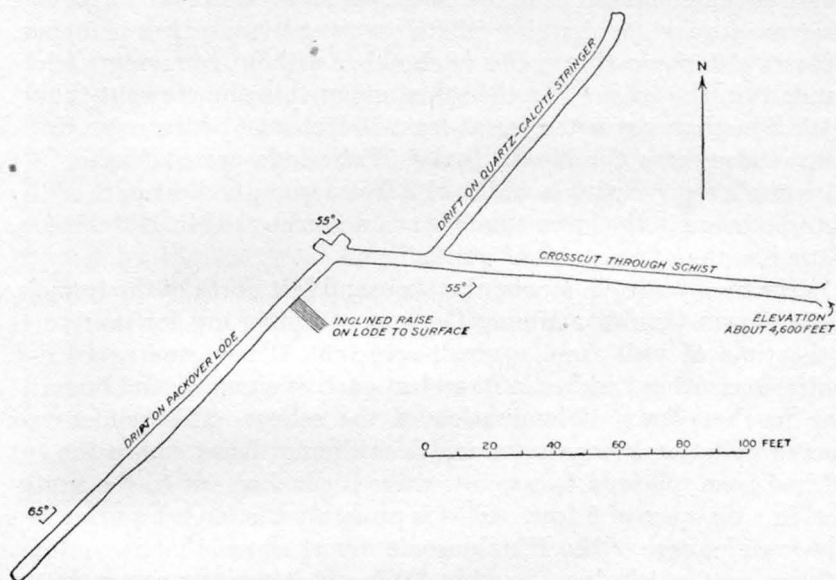 N
DRIFT ON QUARTZ-CALCITE STRINGER
55°
CROSSCUT THROUGH SCHIST
55°
ELEVATION
ABOUT 4,600 FEET
INCLINED RAISE
ON LODE TO SURFACE
DRIFT ON PACKOVER LODE
0 20 40 60 80 100 FEET
65°